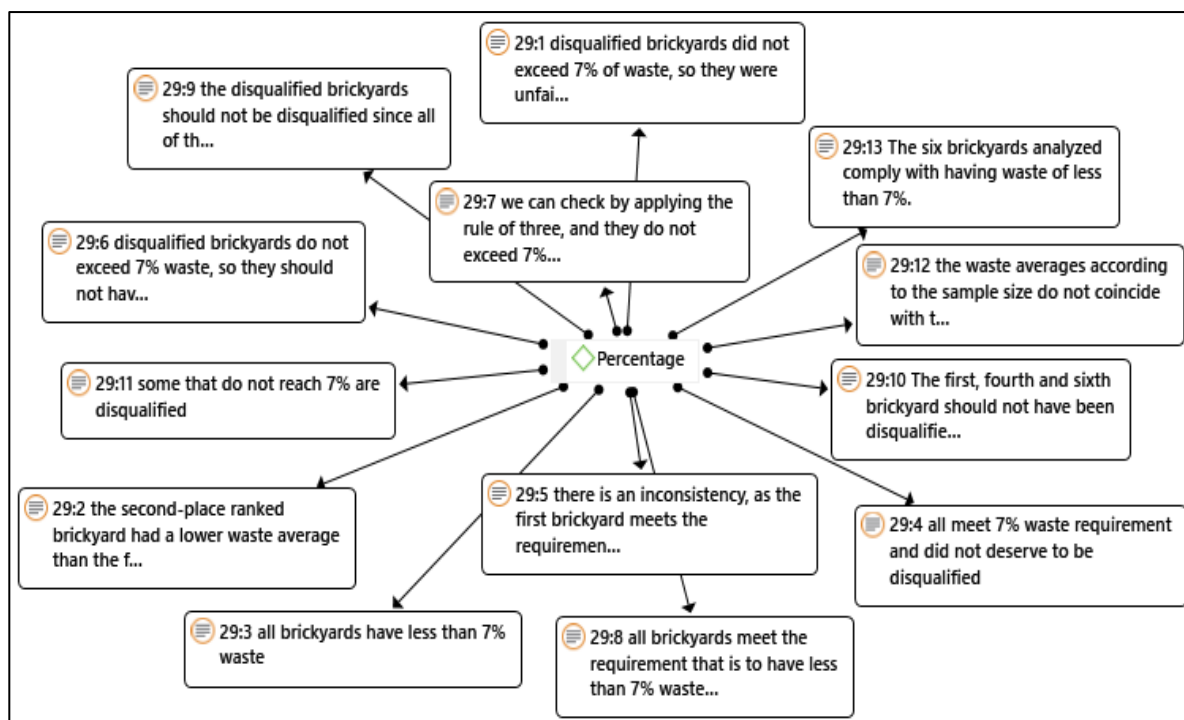 29:1 disqualified brickyards did not
exceed 7% of waste, so they were
unfai...
29:9 the disqualified brickyards
should not be disqualified since all
of th...
29:13 The six brickyards analyzed
comply with having waste of less
than 7%.
29:7 we can check by applying the
rule of three, and they do not
exceed 7%...
29:6 disqualified brickyards do not
exceed 7% waste, so they should
not hav...
29:12 the waste averages according
to the sample size do not coincide
with t...
Percentage
29:11 some that do not reach 7% are
disqualified
29:10 The first, fourth and sixth
brickyard should not have been
disqualifie...
29:2 the second-place ranked
brickyard had a lower waste average
than the f...
29:5 there is an inconsistency, as the
first brickyard meets the
requiremen...
29:4 all meet 7% waste requirement
and did not deserve to be
disqualified
29:3 all brickyards have less than 7%
waste
29:8 all brickyards meet the
requirement that is to have less
than 7% waste...